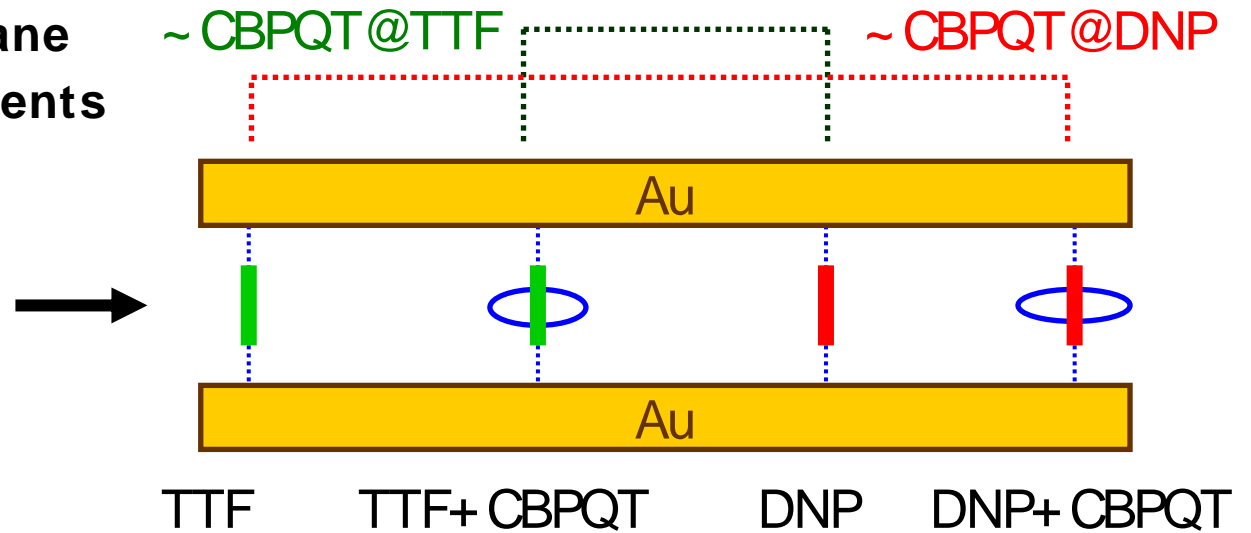 ane
ents
~ CBPQT@TTF
~ CBPQT@DNP
Au
Au
TTF
TTF+ CBPQT
DNP
DNP+ CBPQT